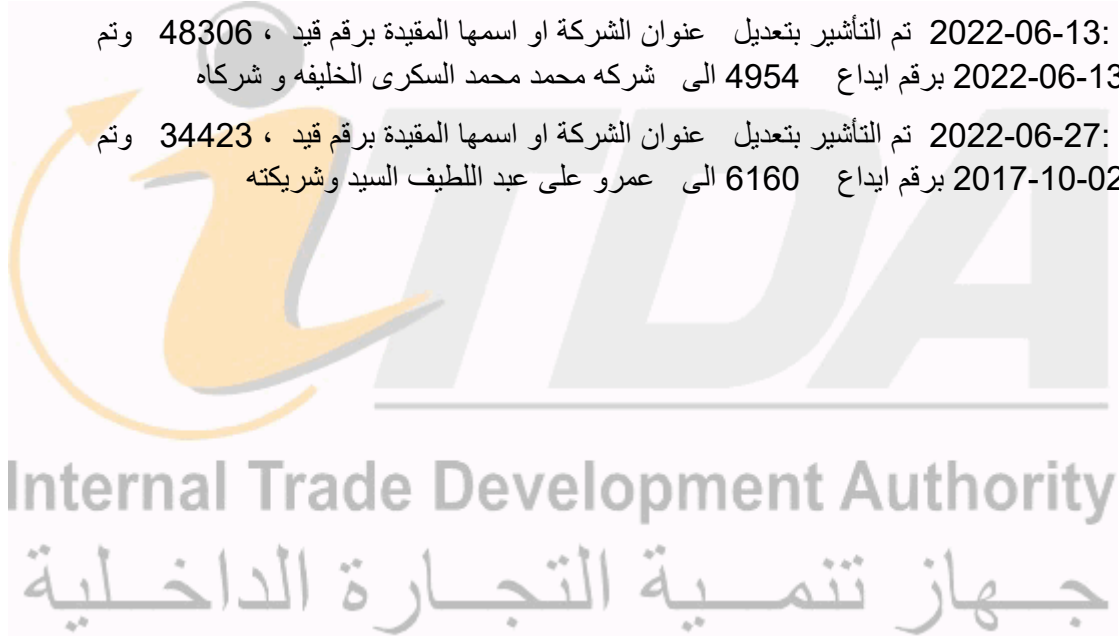 :2022-06-13 تم التأشير بتعديل عنوان الشركة او اسمها المقيدة برقم قيد ، 48306 وتم
2022-06-13 برقم ايداع 4954 الى شركه محمد محمد السكرى الخليفه و شركاه
:2022-06-27 تم التأشير بتعديل عنوان الشركة او اسمها المقيدة برقم قيد ، 34423 وتم
2017-10-02 برقم ايداع 6160 الى عمرو على عبد اللطيف السيد وشريكته
iTDA
Internal Trade Development Authority
جهاز تنمية التجارة الداخلية